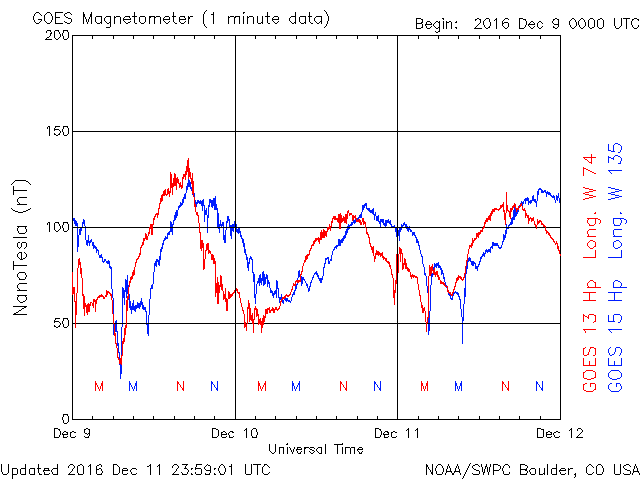 GOES Magnetometer (1 minute data)
Begin: 2016 Dec 9 0000 UTC
200
150
100
50
0
NanoTesla (nT)
M M N N M M N N M M N N
Dec 9 Dec 10 Dec 11 Dec 12
Universal Time
GOES 13 Hp Long. W 74
GOES 15 Hp Long. W 135
Updated 2016 Dec 11 23:59:01 UTC
NOAA/SWPC Boulder, CO USA